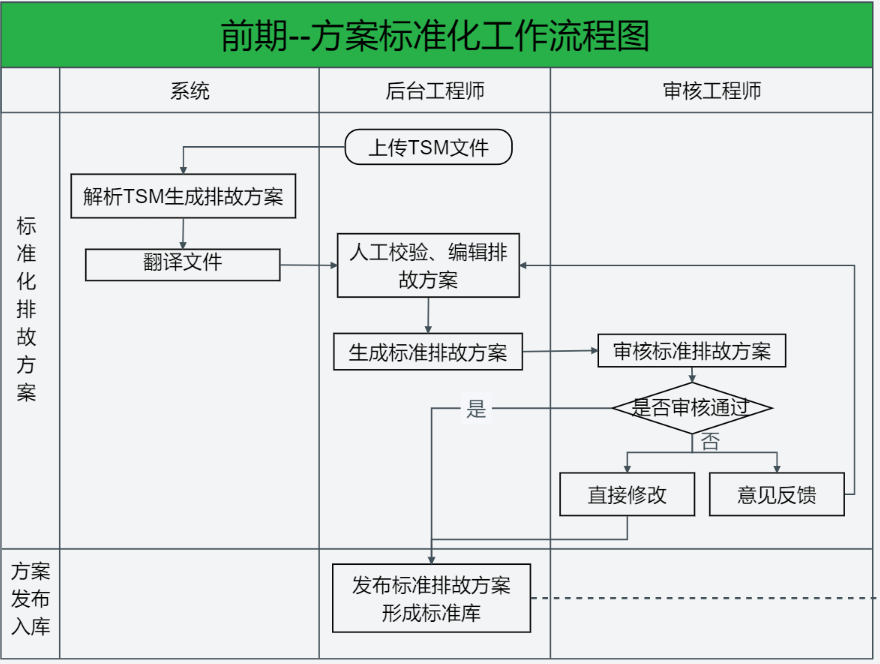 前期--方案标准化工作流程图
系统
后台工程师
审核工程师
标
准
化
排
故
方
案
上传TSM文件
解析TSM生成排故方案
翻译文件
人工校验、编辑排
故方案
生成标准排故方案
审核标准排故方案
是否审核通过
是
否
直接修改
意见反馈
方案
发布
入库
发布标准排故方案
形成标准库